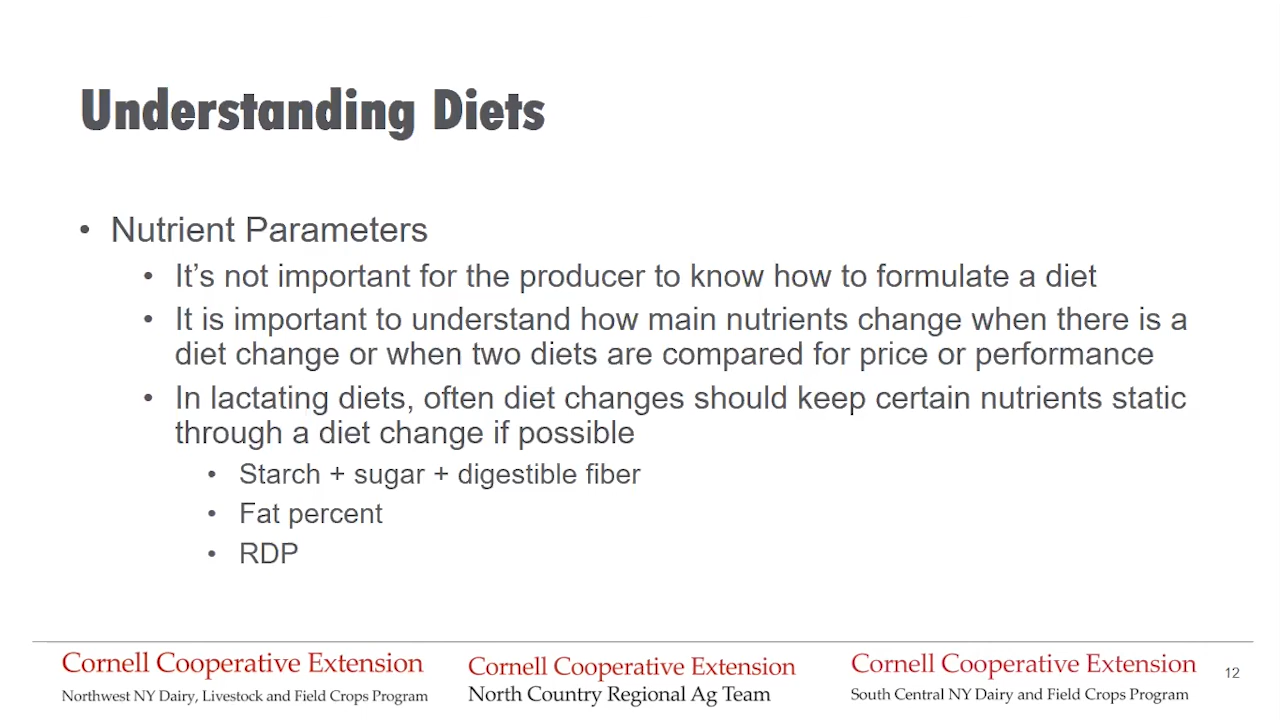 Understanding Diets
• Nutrient Parameters
• It’s not important for the producer to know how to formulate a diet
• It is important to understand how main nutrients change when there is a
diet change or when two diets are compared for price or performance
• In lactating diets, often diet changes should keep certain nutrients static
through a diet change if possible
• Starch + sugar + digestible fiber
• Fat percent
• RDP
Cornell Cooperative Extension
Northwest NY Dairy, Livestock and Field Crops Program
Cornell Cooperative Extension
North Country Regional Ag Team
Cornell Cooperative Extension
South Central NY Dairy and Field Crops Program
12